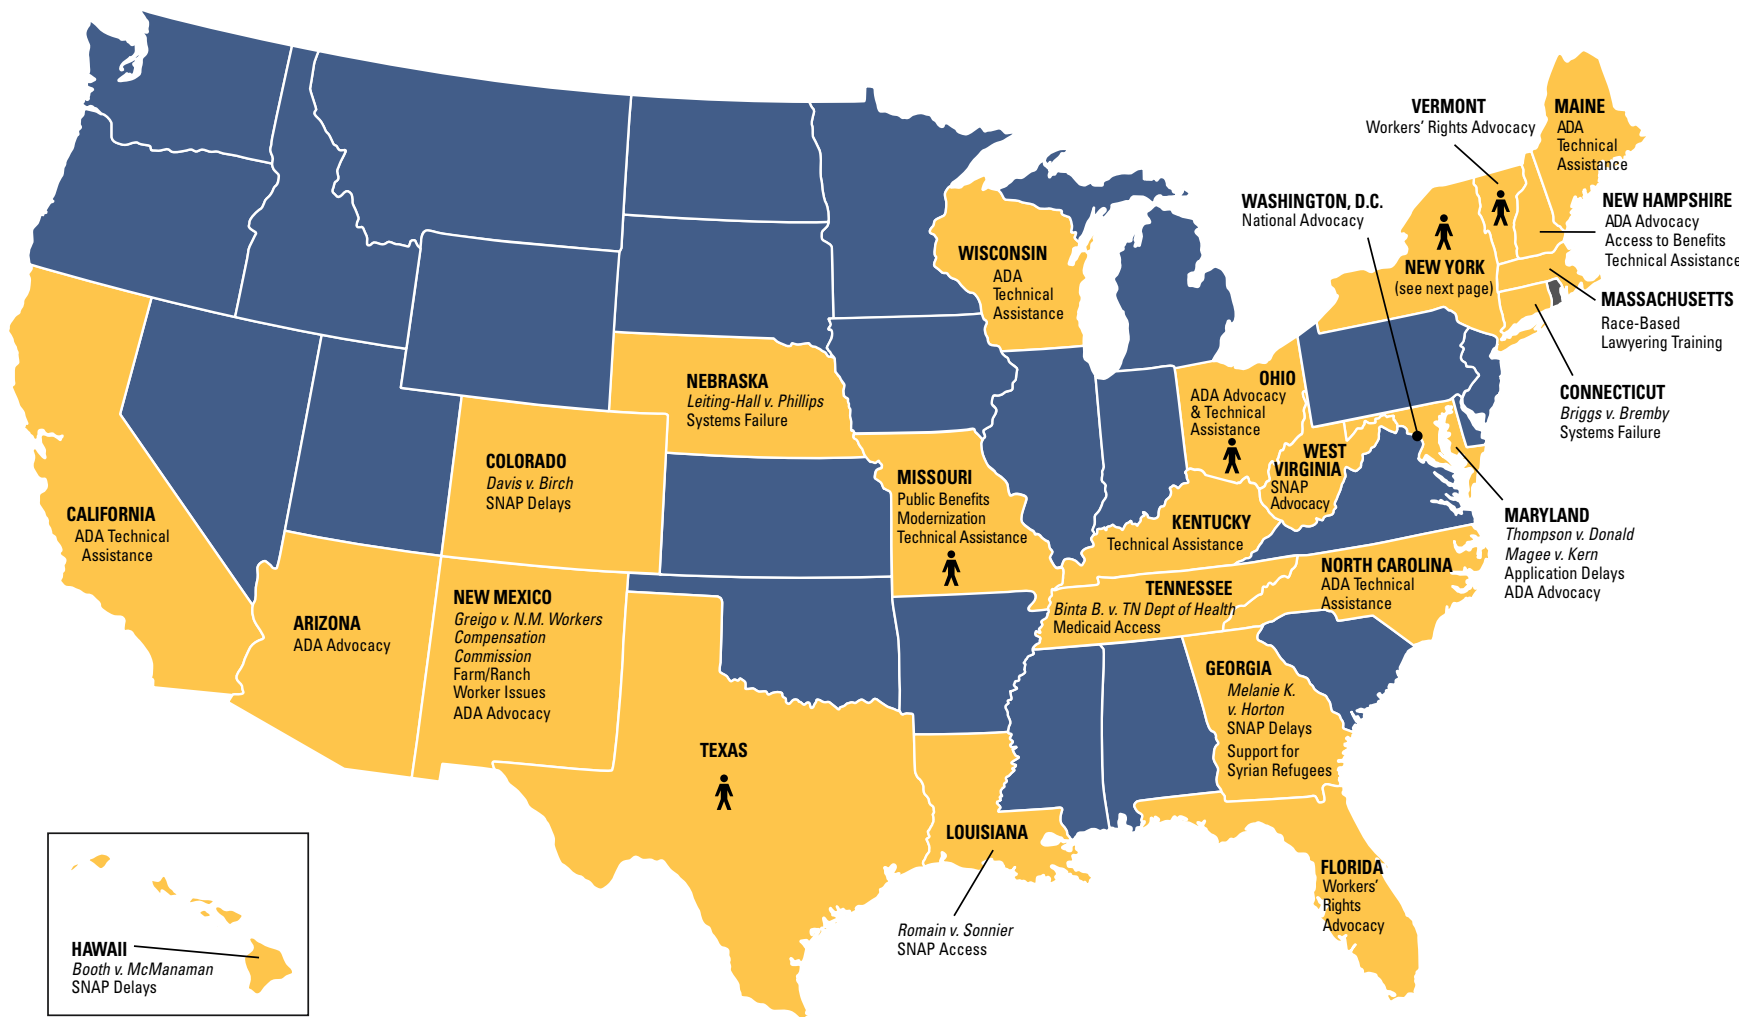 VERMONT
Workers' Rights Advocacy
MAINE
ADA
Technical
Assistance
WASHINGTON, D.C.
National Advocacy
NEW HAMPSHIRE
ADA Advocacy
Access to Benefits
Technical Assistance
WISCONSIN
ADA
Technical
Assistance
NEW YORK
(see next page)
MASSACHUSETTS
Race-Based
Lawyering Training
NEBRASKA
Leiting-Hall v. Phillips
Systems Failure
OHIO
ADA Advocacy
& Technical
Assistance
CONNECTICUT
Briggs v. Bremby
Systems Failure
COLORADO
Davis v. Birch
SNAP Delays
MISSOURI
Public Benefits
Modernization
Technical Assistance
WEST
VIRGINIA
SNAP
Advocacy
CALIFORNIA
ADA Technical
Assistance
KENTUCKY
Technical Assistance
MARYLAND
Thompson v. Donald
Magee v. Kern
Application Delays
ADA Advocacy
ARIZONA
ADA Advocacy
NEW MEXICO
Greigo v. N.M. Workers
Compensation
Commission
Farm/Ranch
Worker Issues
ADA Advocacy
TENNESSEE
Binta B. v. TN Dept of Health
Medicaid Access
NORTH CAROLINA
ADA Technical
Assistance
GEORGIA
Melanie K.
v. Horton
SNAP Delays
Support for
Syrian Refugees
TEXAS
LOUISIANA
Romain v. Sonnier
SNAP Access
FLORIDA
Workers'
Rights
Advocacy
HAWAII
Booth v. McManaman
SNAP Delays